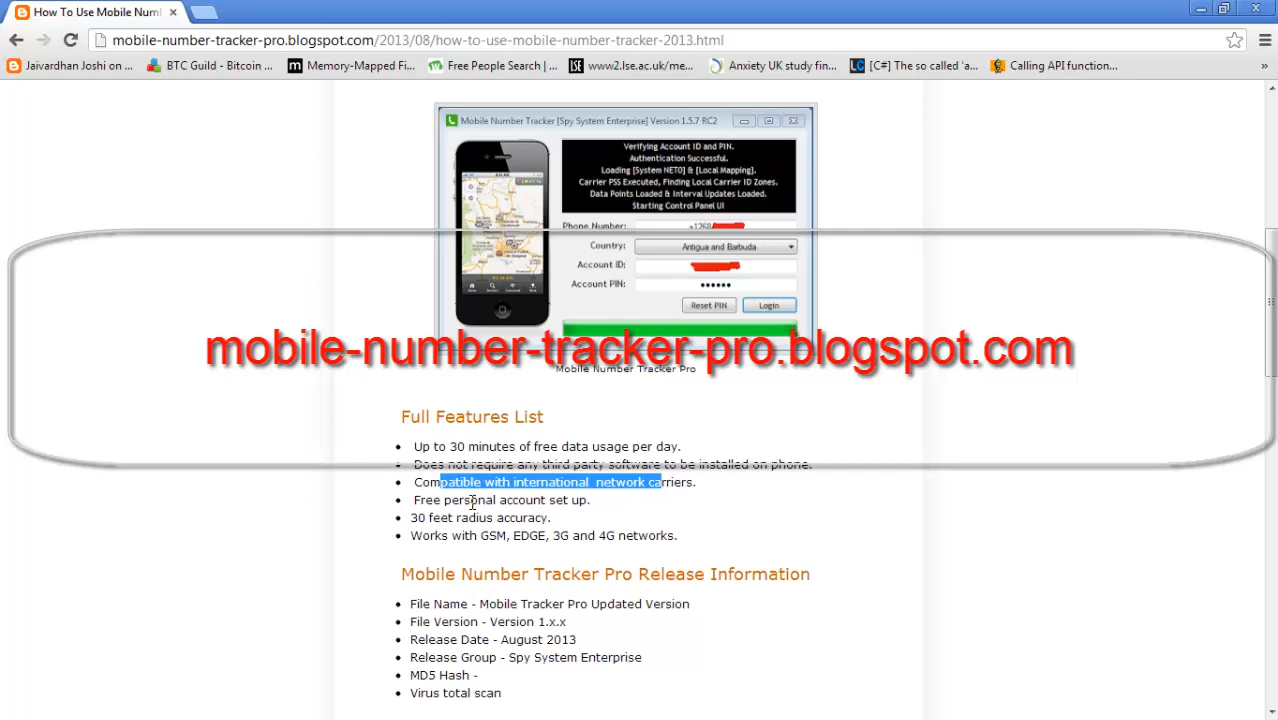 How To Use Mobile Numl
mobile-number-tracker-pro.blogspot.com/2013/08/how-to-use-mobile-number-tracker-2013.html
Jaivardhan Joshi on ... BTC Guild - Bitcoin ... Memory-Mapped Fi... Free People Search | ... www2.lse.ac.uk/me... Anxiety UK study fin... [C#] The so called 'a... Calling API function... »
Mobile Number Tracker [Spy System Enterprise] Version 1.5.7 RC2
Verifying Account ID and PIN.
Authentication Successful.
Loading [System NET0] & [Local Mapping].
Carrier PSS Executed, Finding Local Carrier ID Zones.
Data Points Loaded & Interval Updates Loaded.
Starting Control Panel UI
Phone Number: +1268
Country: Antigua and Barbuda
Account ID:
Account PIN: ••••••
Reset PIN Login
mobile-number-tracker-pro.blogspot.com
Mobile Number Tracker Pro
Full Features List
• Up to 30 minutes of free data usage per day.
• Does not require any third party software to be installed on phone.
• Compatible with international network carriers.
• Free personal account set up.
• 30 feet radius accuracy.
• Works with GSM, EDGE, 3G and 4G networks.
Mobile Number Tracker Pro Release Information
• File Name - Mobile Tracker Pro Updated Version
• File Version - Version 1.x.x
• Release Date - August 2013
• Release Group - Spy System Enterprise
• MD5 Hash -
• Virus total scan